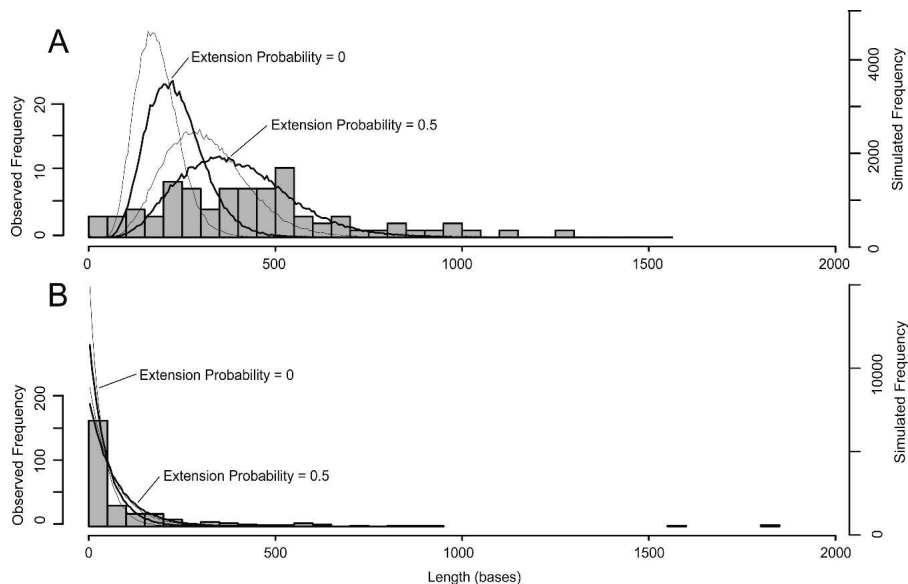 A
Extension Probability = 0
Extension Probability = 0.5
Observed Frequency
0 10 20
Simulated Frequency
0 2000 4000
0 500 1000 1500 2000
B
Extension Probability = 0
Extension Probability = 0.5
Observed Frequency
0 100 200
Simulated Frequency
0 10000
0 500 1000 1500 2000
Length (bases)